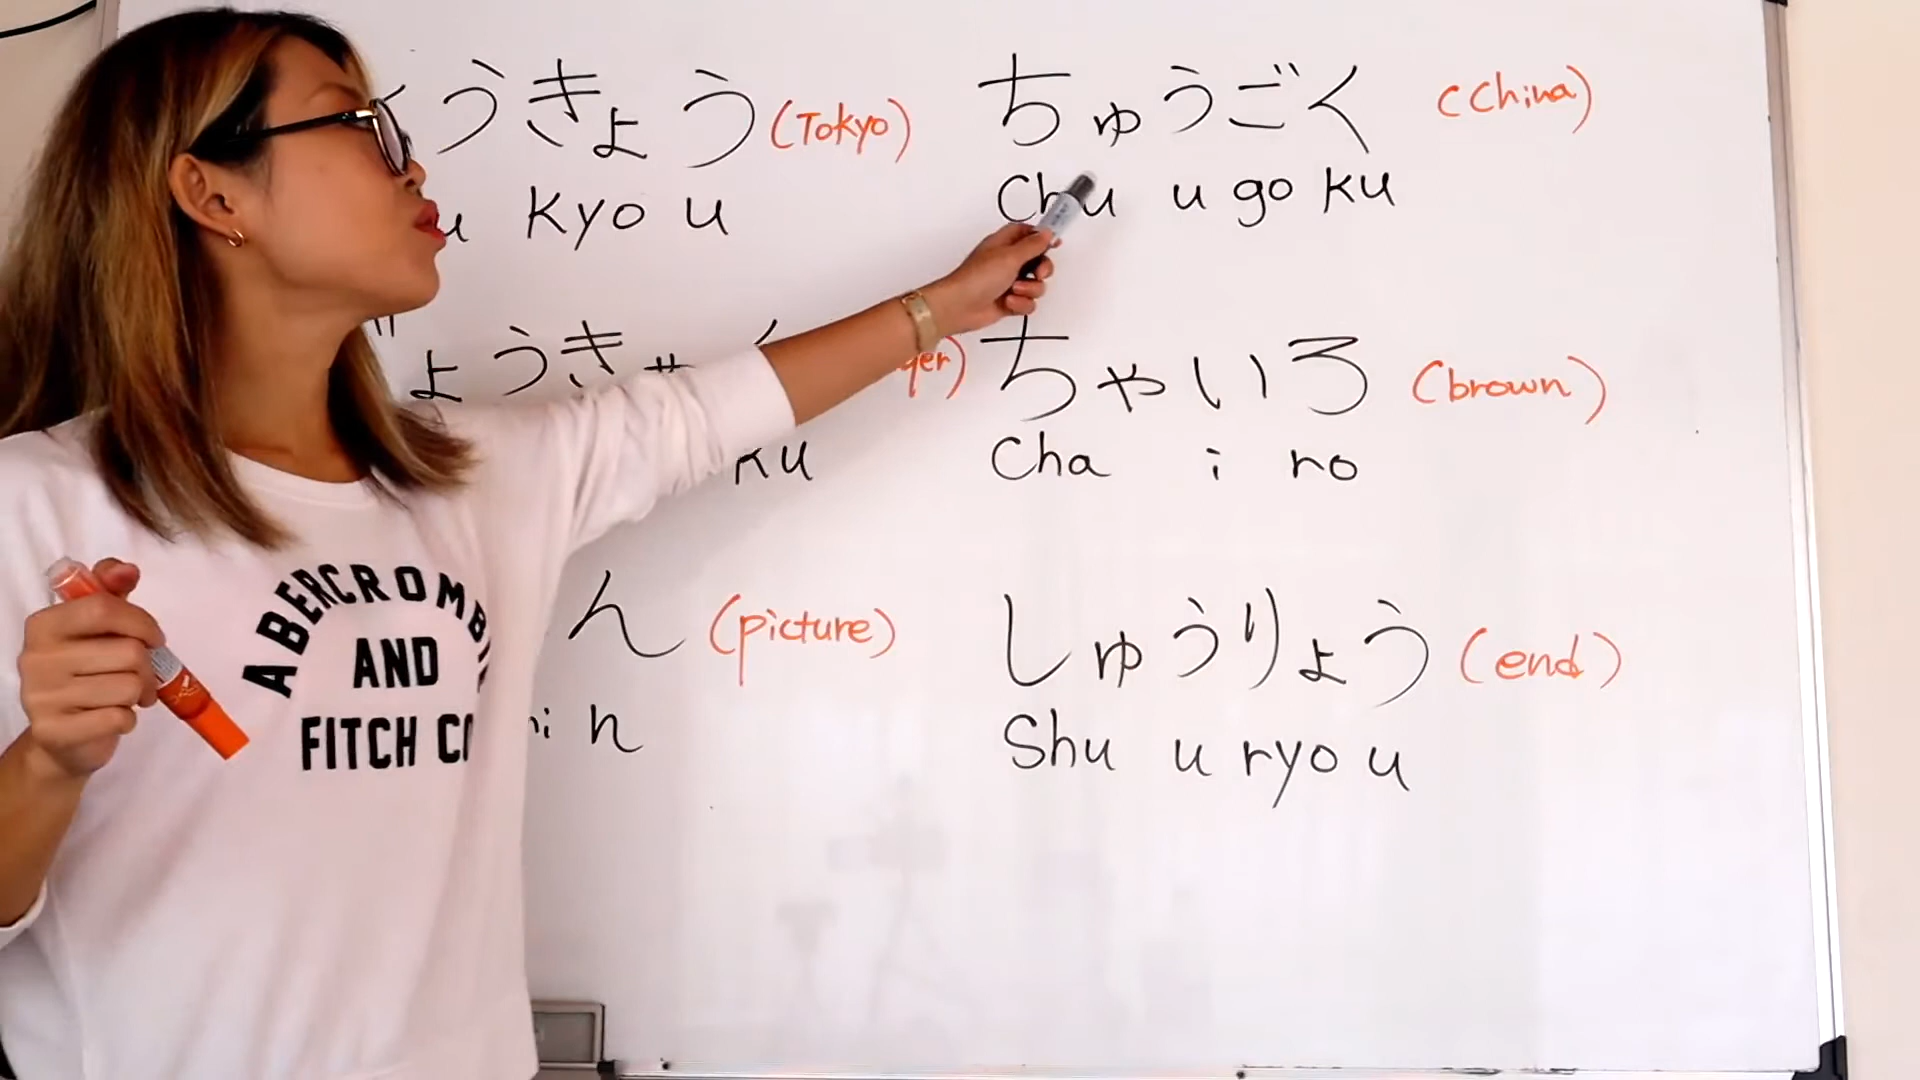 うきょう (Tokyo) ちゅうごく (China)
u kyo u Chu u go ku
ょうき ger) ちゃいろ (brown)
ku Cha i ro
ん (picture) しゅうりょう (end)
i n Shu u ryo u
ABERCROMBI
AND
FITCH CO